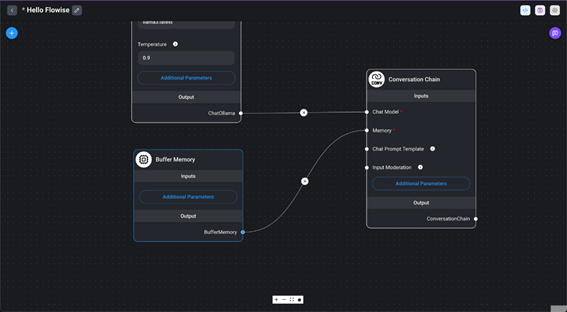 * Hello Flowise
Temperature
0.9
Additional Parameters
Output
ChatOllama
Buffer Memory
Inputs
Additional Parameters
Output
BufferMemory
CONV
Conversation Chain
Inputs
Chat Model *
Memory *
Chat Prompt Template
Input Moderation
Additional Parameters
Output
ConversationChain